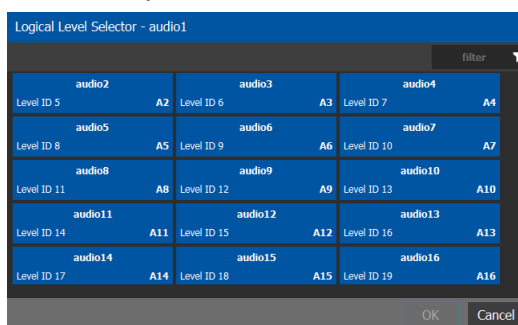 Logical Level Selector - audio1
filter
audio2 audio3 audio4
Level ID 5 A2 Level ID 6 A3 Level ID 7 A4
audio5 audio6 audio7
Level ID 8 A5 Level ID 9 A6 Level ID 10 A7
audio8 audio9 audio10
Level ID 11 A8 Level ID 12 A9 Level ID 13 A10
audio11 audio12 audio13
Level ID 14 A11 Level ID 15 A12 Level ID 16 A13
audio14 audio15 audio16
Level ID 17 A14 Level ID 18 A15 Level ID 19 A16
OK Cancel